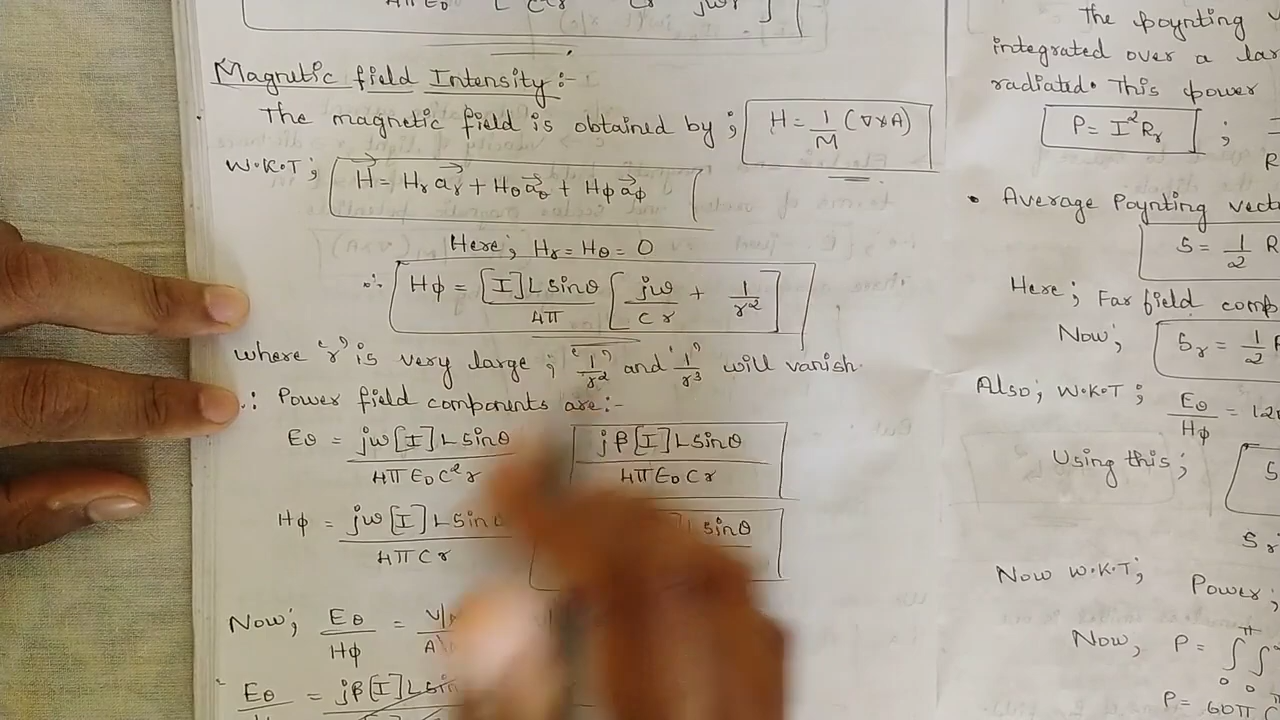 4πε0
Magnetic field Intensity :-
The magnetic field is obtained by ; H = 1/M (∇xA)
W.K.T ; H = Hr ar + Hθ aθ + Hϕ aϕ
Here ; Hr = Hθ = 0
∴ Hϕ = [I] L sinθ / 4π [ jω / cr + 1 / r² ]
where 'r' is very large ; '1/r²' and '1/r³' will vanish.
∴ Power field components are :-
Eθ = jω [I] L sinθ / 4π ε0 c² r jβ [I] L sinθ / 4π ε0 c r
Hϕ = jω [I] L sinθ / 4π c r sinθ
Now ; Eθ / Hϕ =
Eθ = jβ [I] L sin
The poynting
integrated over a
radiated. This power
P = I² Rr ;
• Average Poynting
S = 1/2 R
Here ; Far field
Now ; Sr = 1/2
Also ; W.K.T ; Eθ / Hϕ =
Using this ; S
Sr
Now W.K.T ; Power ;
Now, P = ∫ ∫
P = 60π